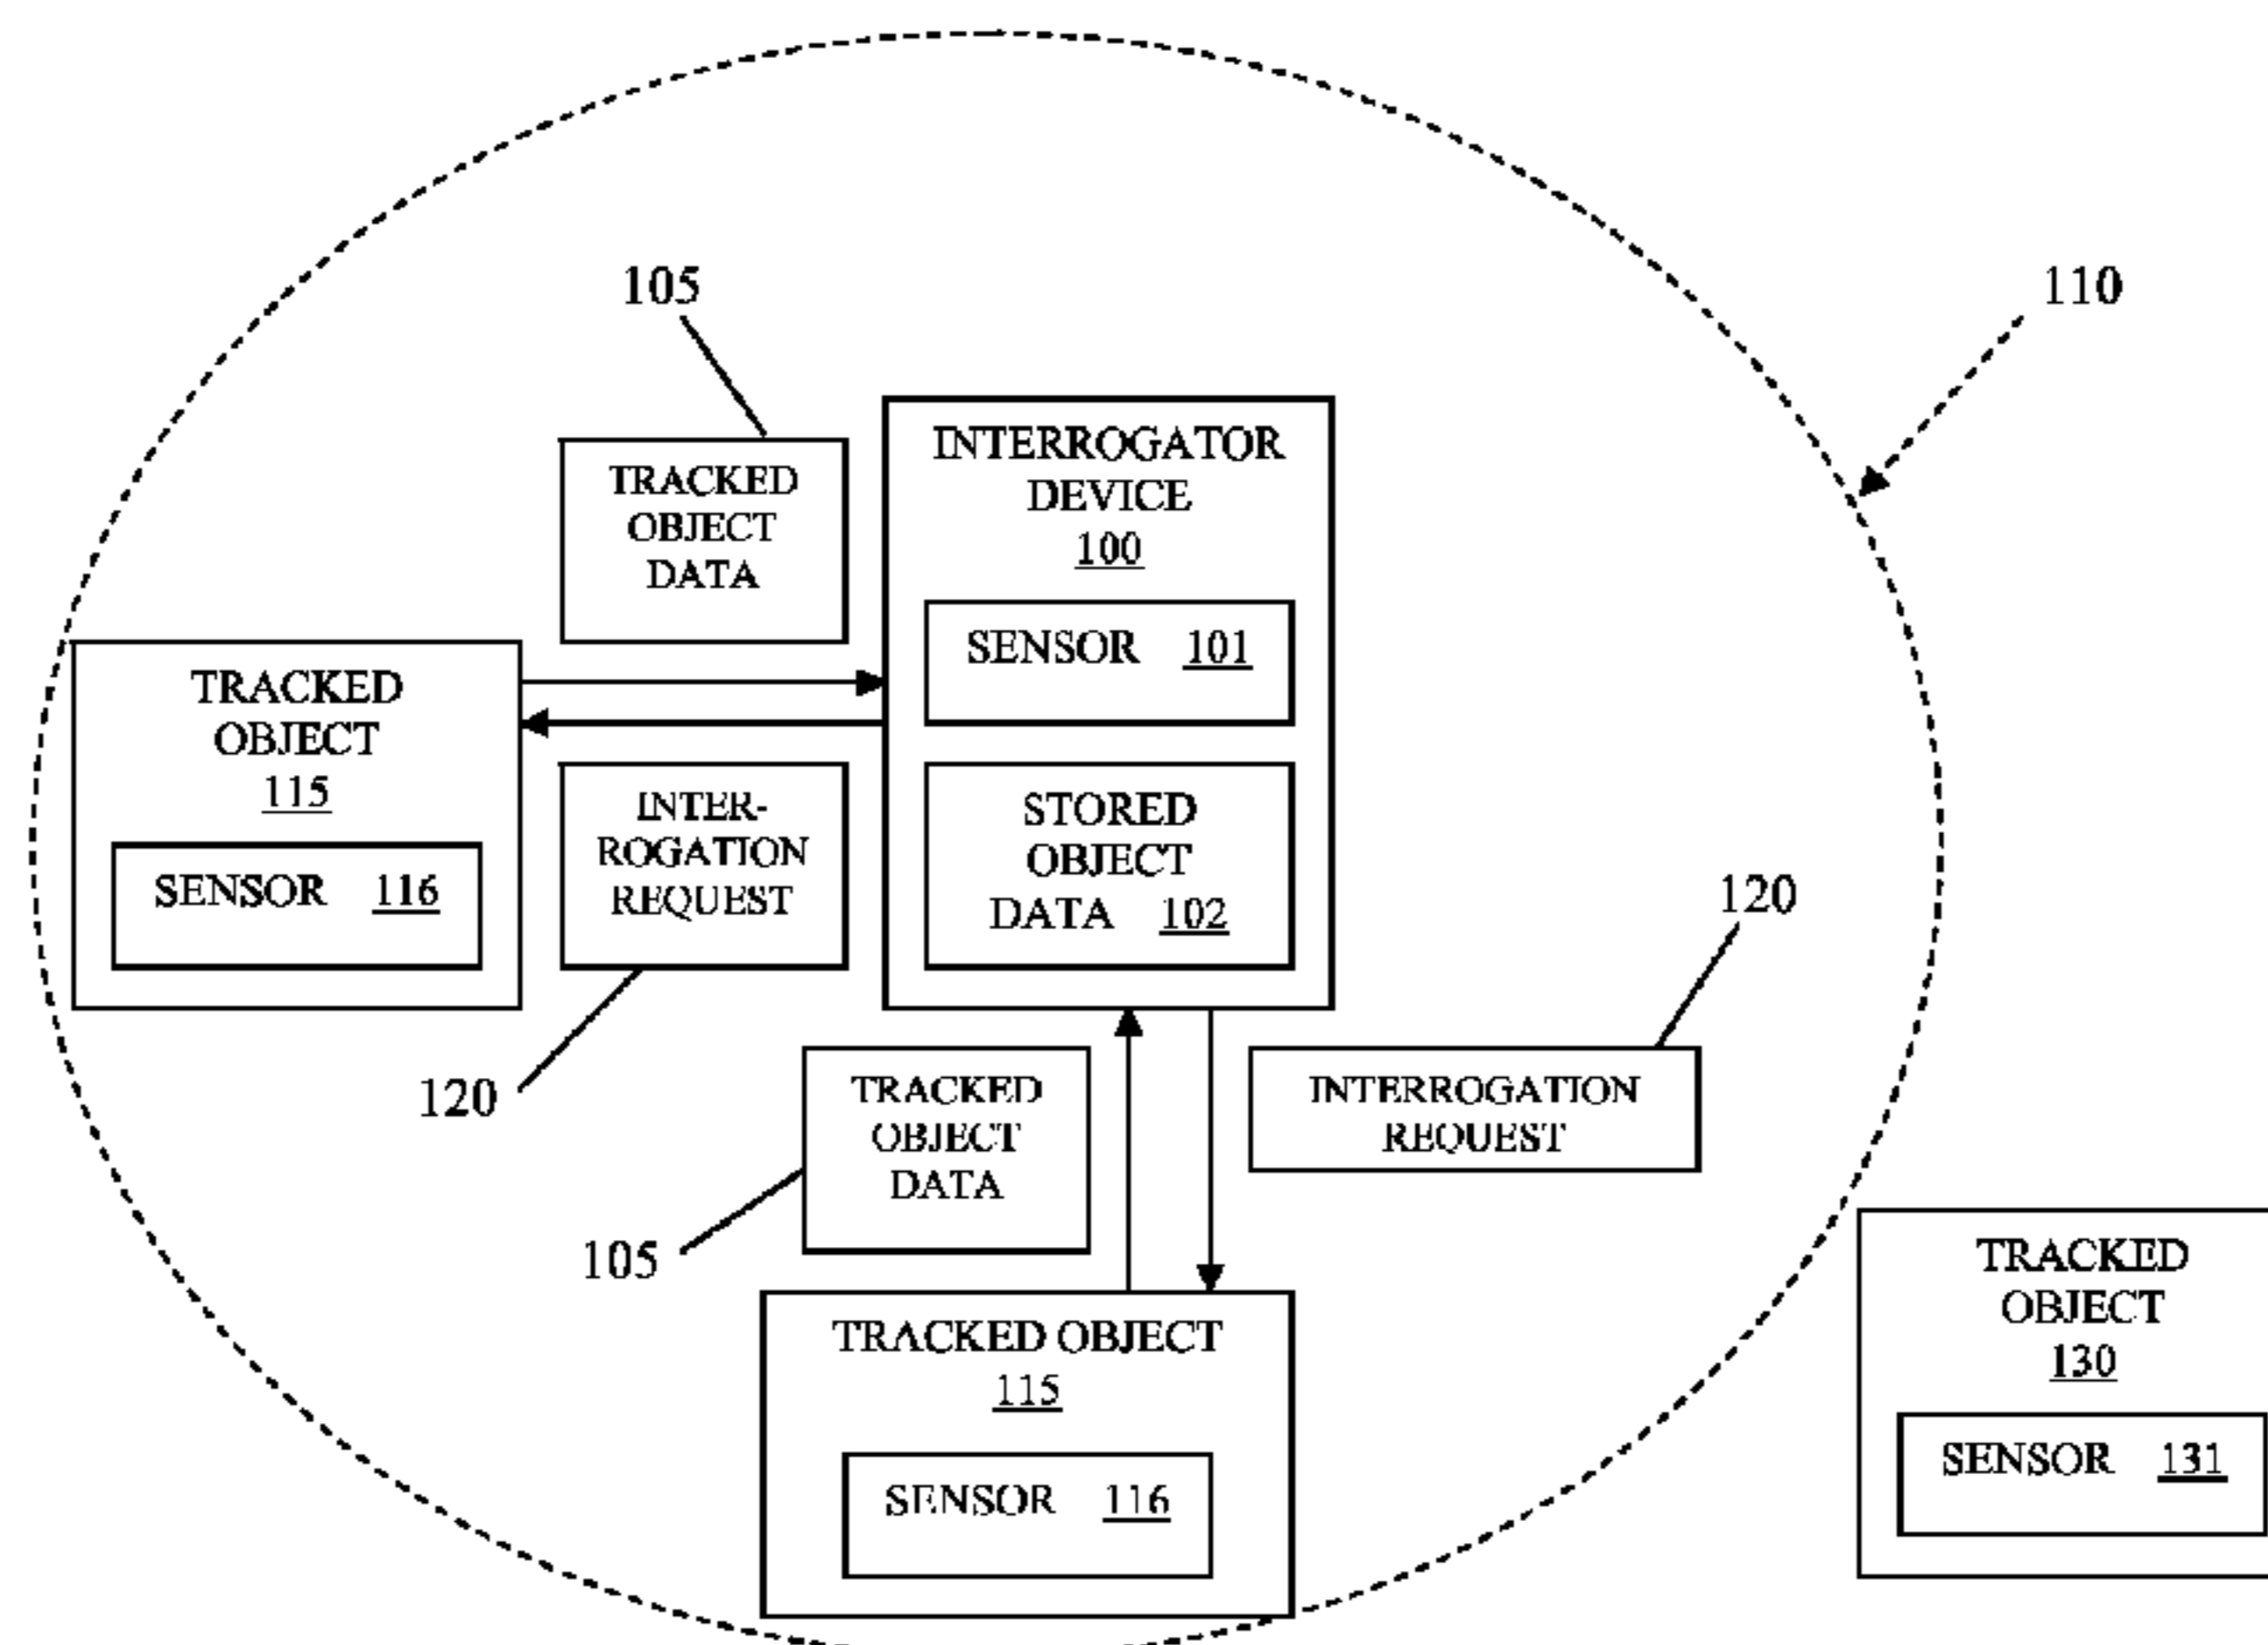 105
110
INTERROGATOR
DEVICE
100
TRACKED
OBJECT
DATA
SENSOR 101
TRACKED
OBJECT
115
SENSOR 116
INTER-
ROGATION
REQUEST
STORED
OBJECT
DATA 102
120
120
TRACKED
OBJECT
DATA
INTERROGATION
REQUEST
105
TRACKED OBJECT
115
SENSOR 116
TRACKED
OBJECT
130
SENSOR 131